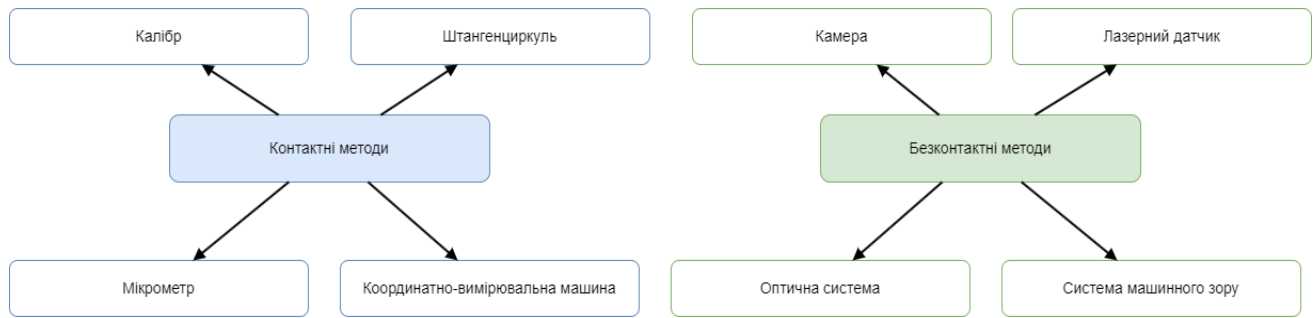 Калібр
Штангенциркуль
Контактні методи
Мікрометр
Координатно-вимірювальна машина
Камера
Лазерний датчик
Безконтактні методи
Оптична система
Система машинного зору